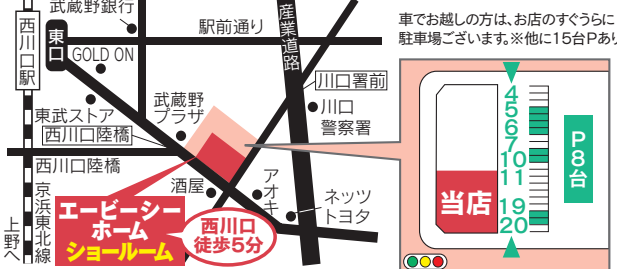 武蔵野銀行
西川口駅
東口
駅前通り
産業道路
GOLD ON
川口署前
東武ストア
武蔵野
プラザ
川口
警察署
西川口陸橋
西川口陸橋
京浜東北線
上野へ
酒屋
アオキ
ネッツ
トヨタ
エービーシー
ホーム
ショールーム
西川口
徒歩5分
車でお越しの方は、お店のすぐうらに
駐車場ございます。※他に15台Pあり
4
5
6
7
10
11
19
20
P8台
当店